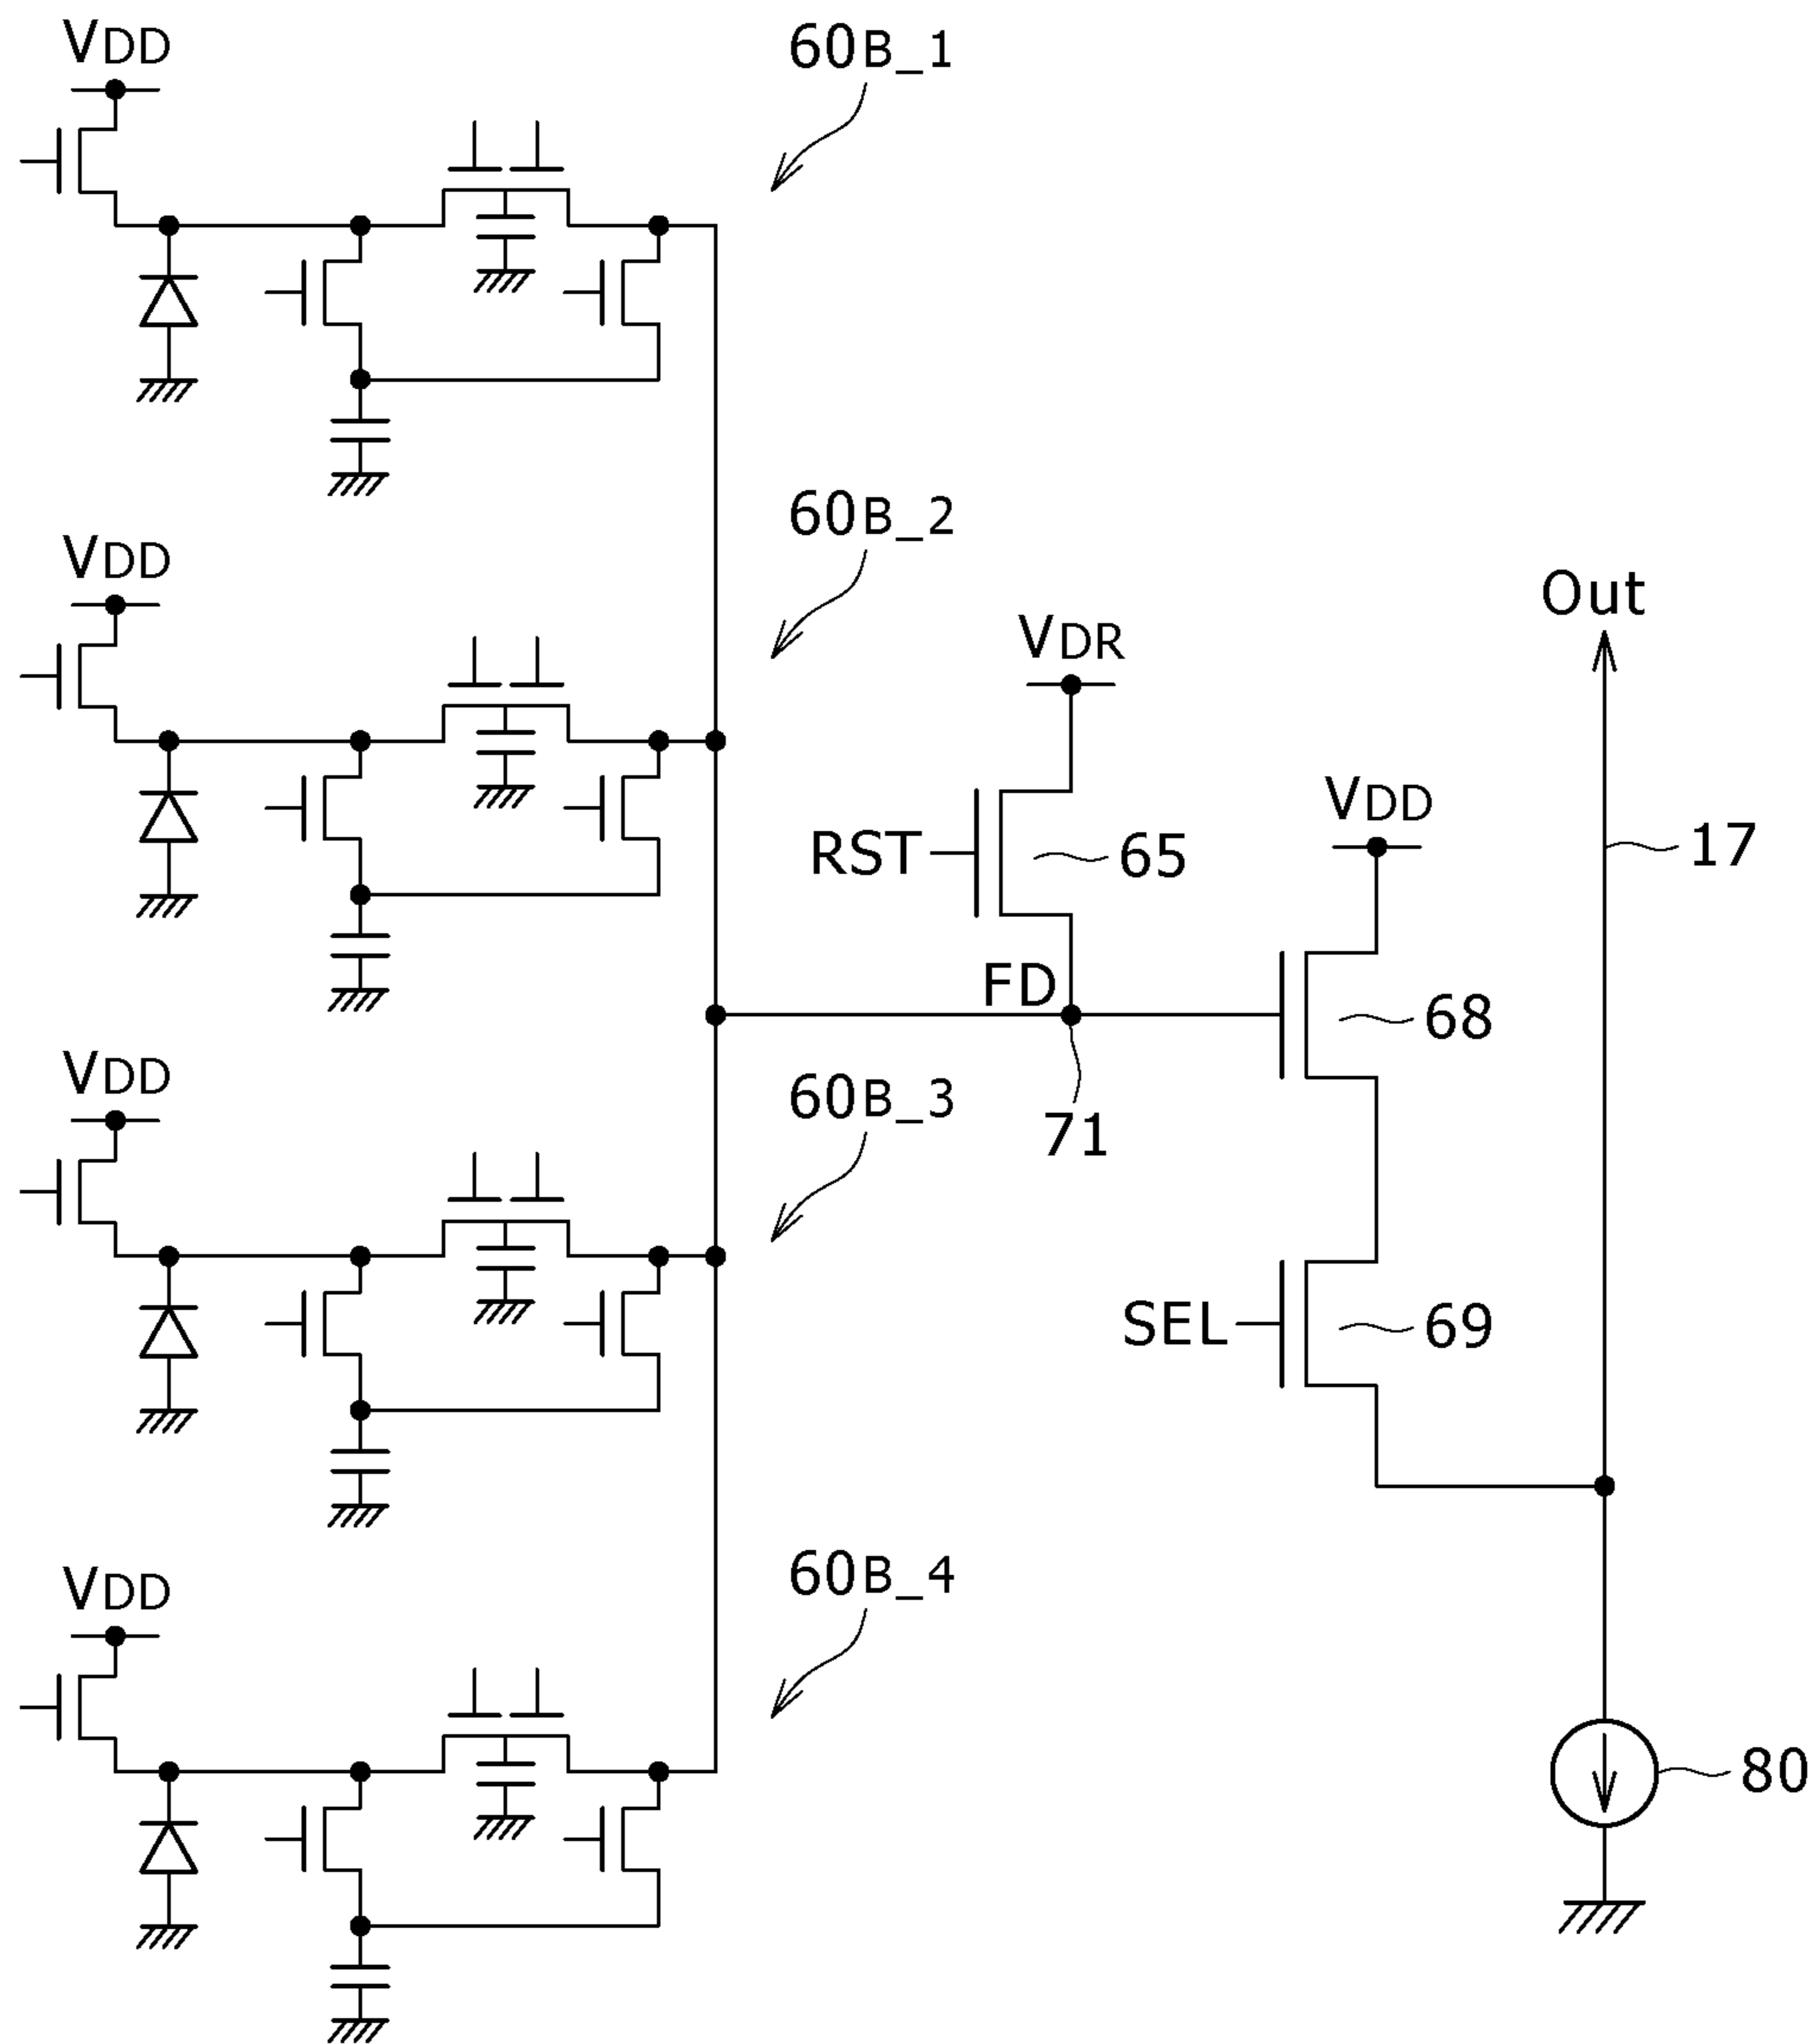 VDD
60B_1
60B_2
VDD
Out
VDR
VDD
17
RST
65
FD
68
VDD
60B_3
71
SEL
69
60B_4
VDD
80